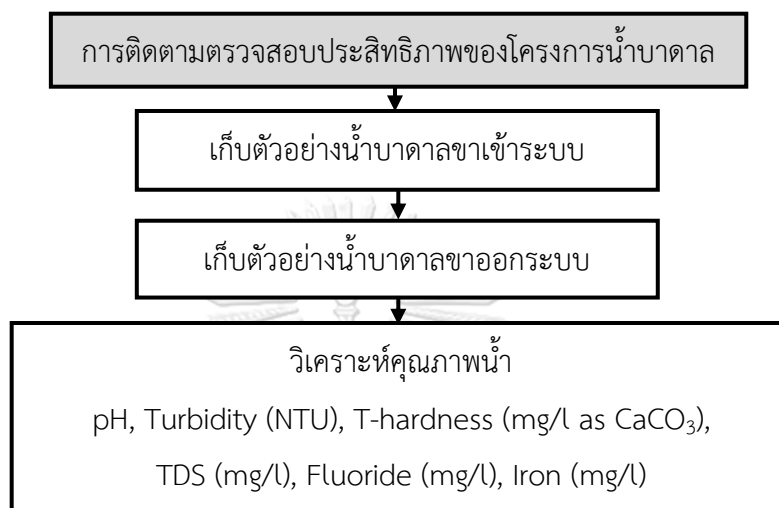 การติดตามตรวจสอบประสิทธิภาพของโครงการน้ำบาดาล
เก็บตัวอย่างน้ำบาดาลขาเข้าระบบ
เก็บตัวอย่างน้ำบาดาลขาออกระบบ
วิเคราะห์คุณภาพน้ำ
pH, Turbidity (NTU), T-hardness (mg/l as CaCO₃),
TDS (mg/l), Fluoride (mg/l), Iron (mg/l)